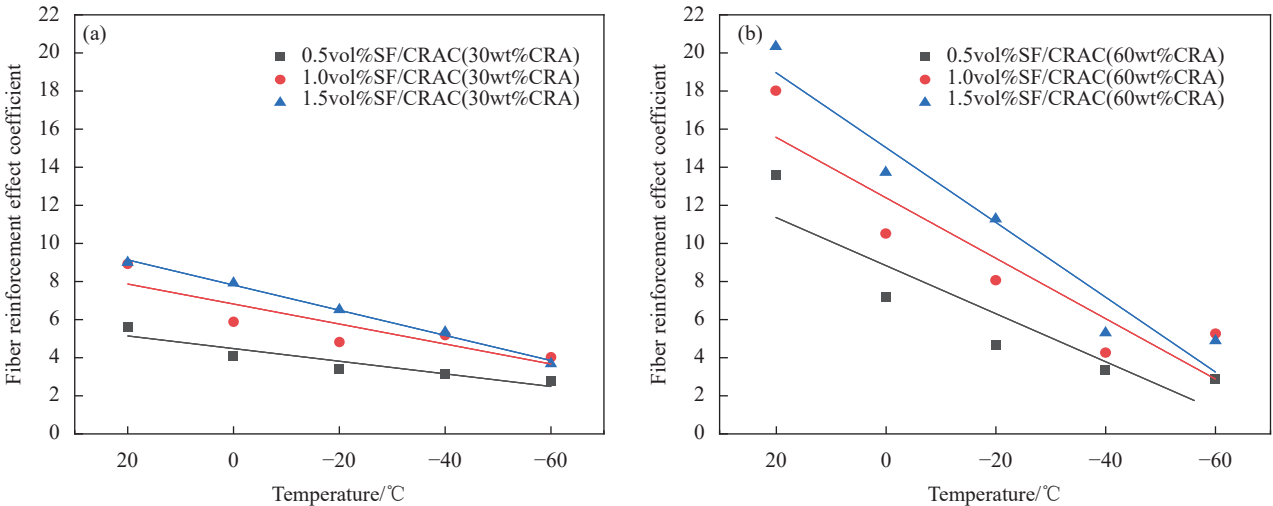 (a)
0.5vol%SF/CRAC(30wt%CRA)
1.0vol%SF/CRAC(30wt%CRA)
1.5vol%SF/CRAC(30wt%CRA)
Fiber reinforcement effect coefficient
22
20
18
16
14
12
10
8
6
4
2
0
20 0 −20 −40 −60
Temperature/℃
(b)
0.5vol%SF/CRAC(60wt%CRA)
1.0vol%SF/CRAC(60wt%CRA)
1.5vol%SF/CRAC(60wt%CRA)
Fiber reinforcement effect coefficient
22
20
18
16
14
12
10
8
6
4
2
0
20 0 −20 −40 −60
Temperature/℃